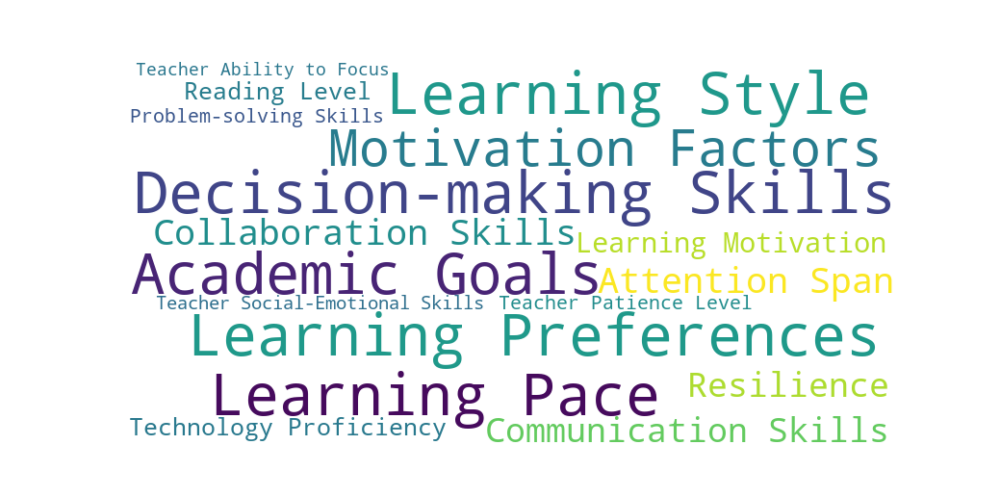 Teacher Ability to Focus
Reading Level
Problem-solving Skills
Learning Style
Motivation Factors
Decision-making Skills
Collaboration Skills
Learning Motivation
Academic Goals
Attention Span
Teacher Social-Emotional Skills
Teacher Patience Level
Learning Preferences
Learning Pace
Resilience
Technology Proficiency
Communication Skills